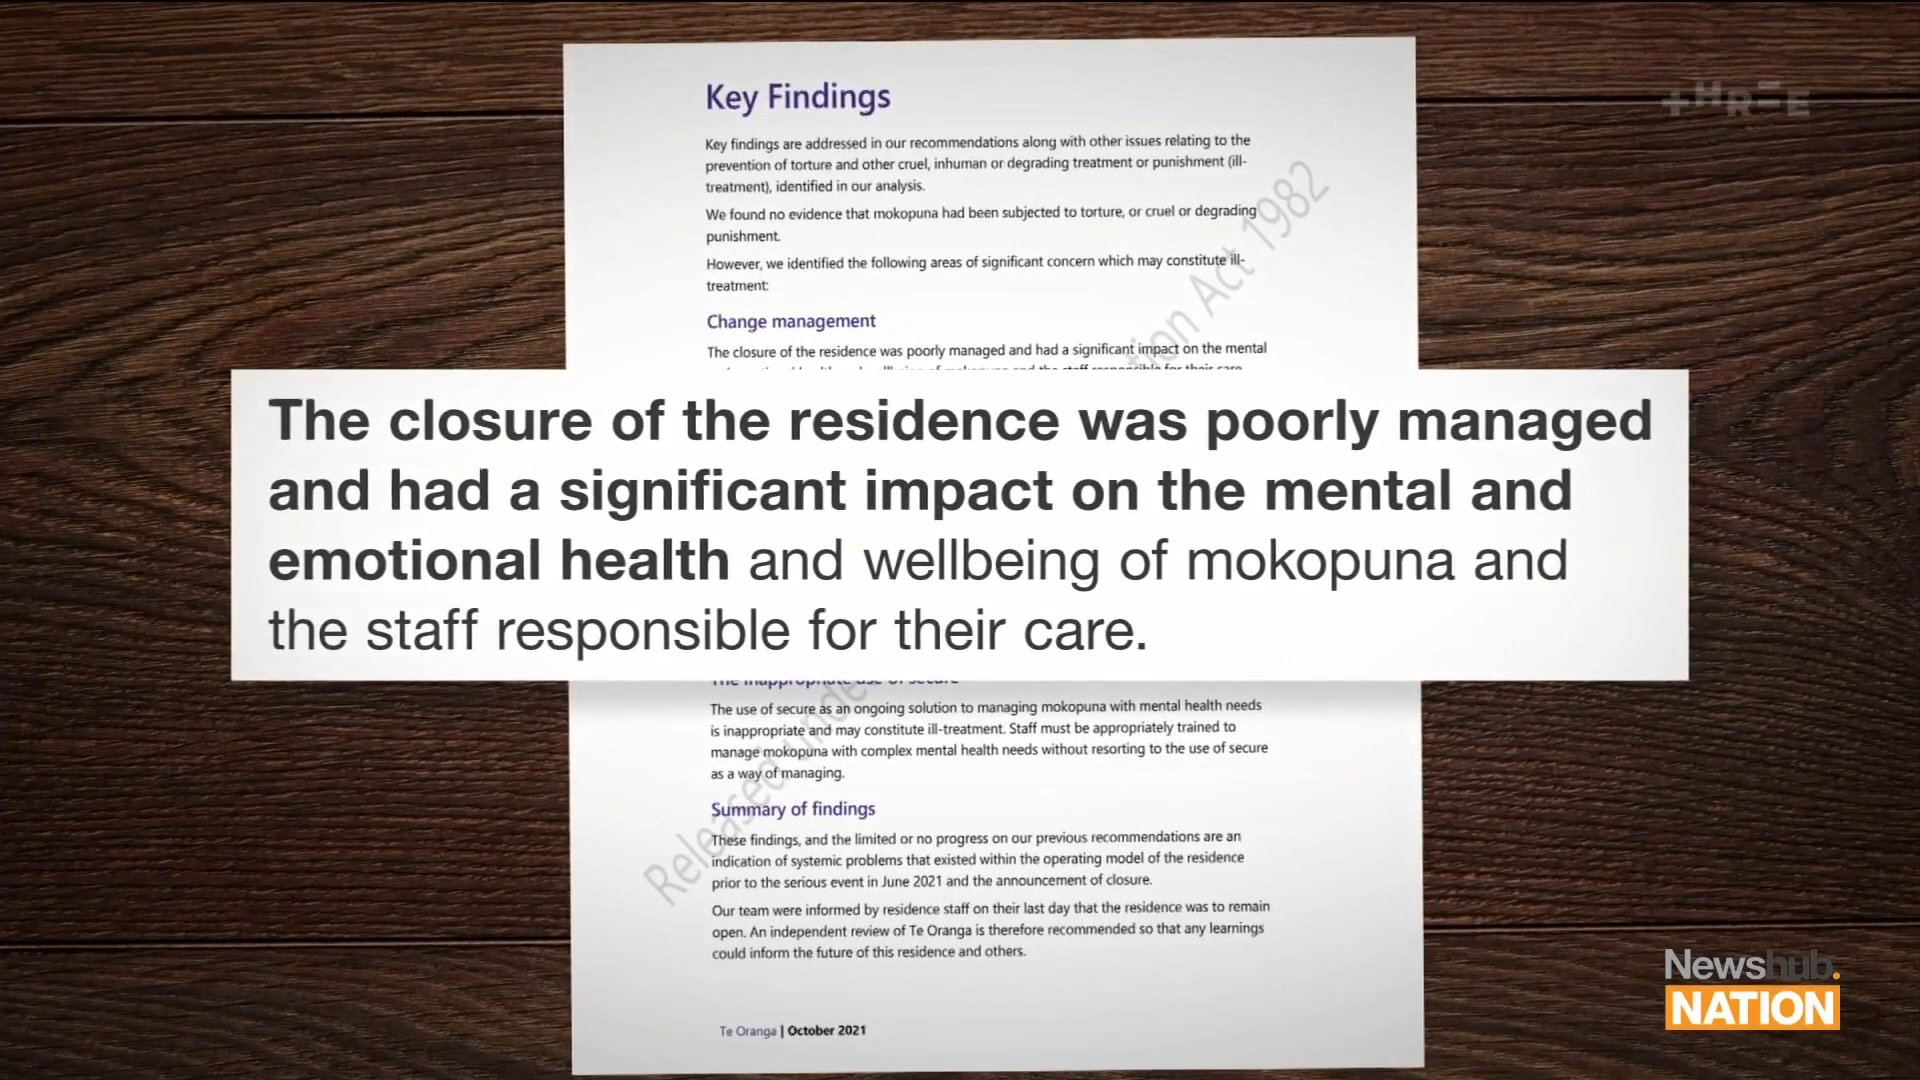 THREE
Key Findings
Key findings are addressed in our recommendations along with other issues relating to the
prevention of torture and other cruel, inhuman or degrading treatment or punishment (ill-
treatment), identified in our analysis.
We found no evidence that mokopuna had been subjected to torture, or cruel or degrading
punishment.
However, we identified the following areas of significant concern which may constitute ill-
treatment:
Change management
The closure of the residence was poorly managed and had a significant impact on the mental
The closure of the residence was poorly managed
and had a significant impact on the mental and
emotional health and wellbeing of mokopuna and
the staff responsible for their care.
The inappropriate use of secure
The use of secure as an ongoing solution to managing mokopuna with mental health needs
is inappropriate and may constitute ill-treatment. Staff must be appropriately trained to
manage mokopuna with complex mental health needs without resorting to the use of secure
as a way of managing.
Summary of findings
These findings, and the limited or no progress on our previous recommendations are an
indication of systemic problems that existed within the operating model of the residence
prior to the serious event in June 2021 and the announcement of closure.
Our team were informed by residence staff on their last day that the residence was to remain
open. An independent review of Te Oranga is therefore recommended so that any learnings
could inform the future of this residence and others.
Te Oranga | October 2021
Released unde
tion Act 1982
Newshub.
NATION